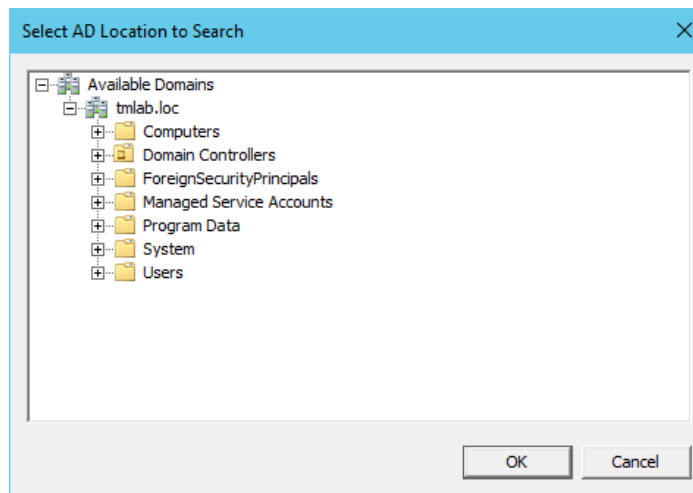 Select AD Location to Search
Available Domains
tmlab.loc
Computers
Domain Controllers
ForeignSecurityPrincipals
Managed Service Accounts
Program Data
System
Users
OK Cancel